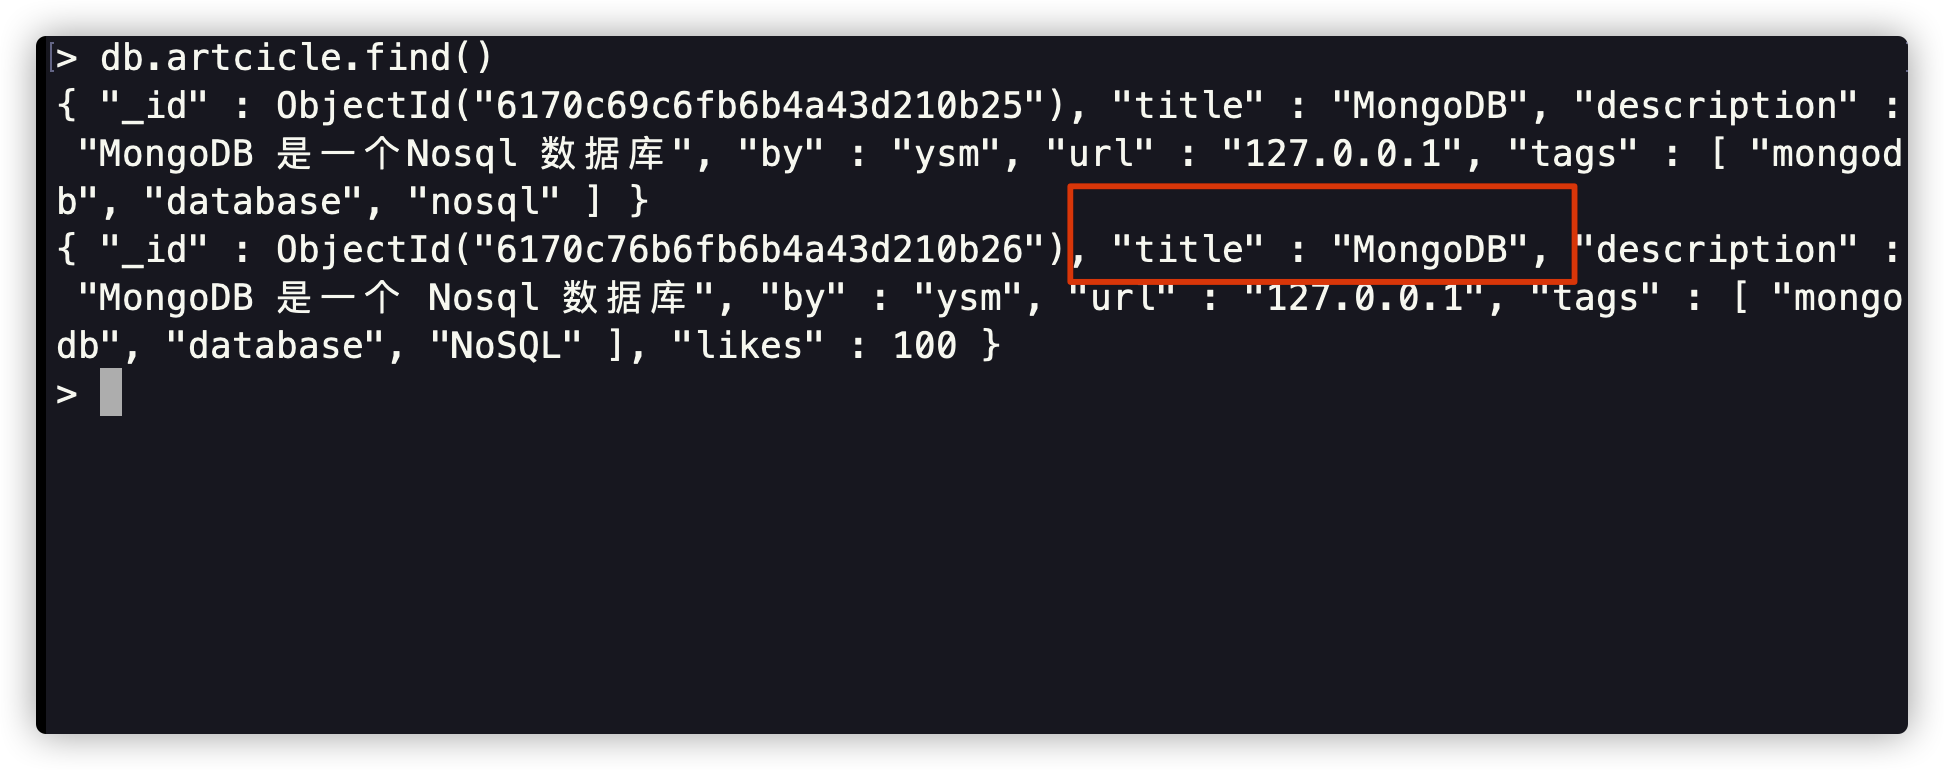 > db.artcicle.find()
{ "_id" : ObjectId("6170c69c6fb6b4a43d210b25"), "title" : "MongoDB", "description" :
 "MongoDB 是一个Nosql 数据库", "by" : "ysm", "url" : "127.0.0.1", "tags" : [ "mongod
b", "database", "nosql" ] }
{ "_id" : ObjectId("6170c76b6fb6b4a43d210b26"), "title" : "MongoDB", "description" :
 "MongoDB 是一个 Nosql 数据库", "by" : "ysm", "url" : "127.0.0.1", "tags" : [ "mongo
db", "database", "NoSQL" ], "likes" : 100 }
>